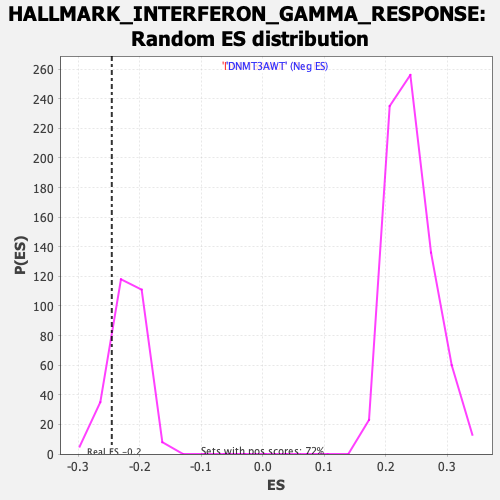 HALLMARK_INTERFERON_GAMMA_RESPONSE:
Random ES distribution
'DNMT3AWT' (Neg ES)
260
240
220
200
180
160
140
120
100
80
60
40
20
0
P(ES)
Real ES -0.2
Sets with pos scores: 72%
-0.3 -0.2 -0.1 0.0 0.1 0.2 0.3
ES